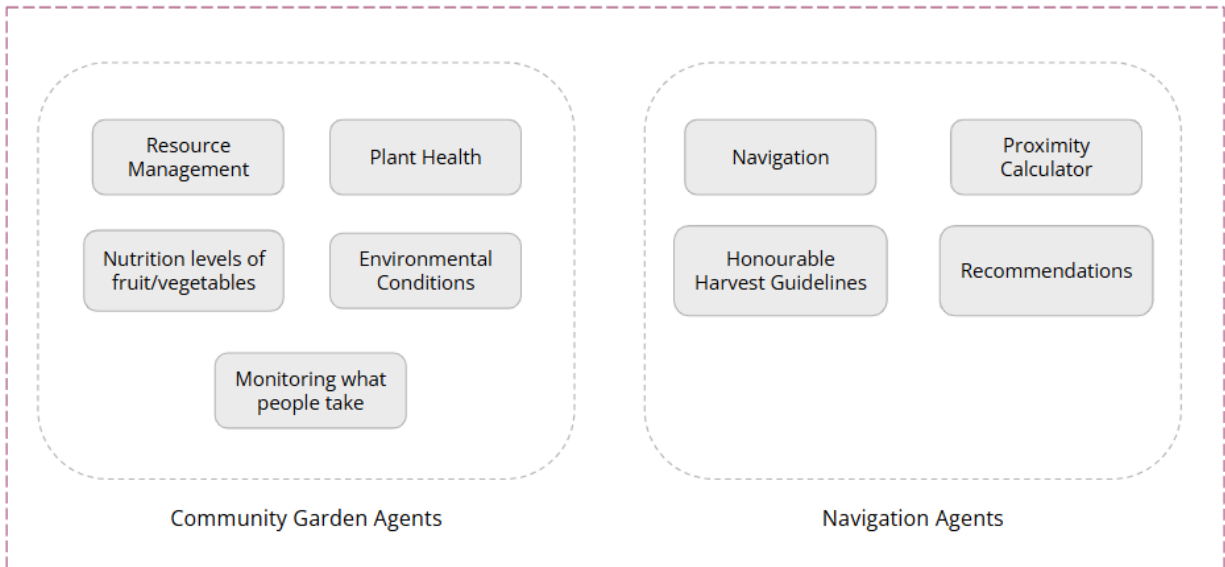 Resource
Management
Plant Health
Nutrition levels of
fruit/vegetables
Environmental
Conditions
Monitoring what
people take
Community Garden Agents
Navigation
Proximity
Calculator
Honourable
Harvest Guidelines
Recommendations
Navigation Agents